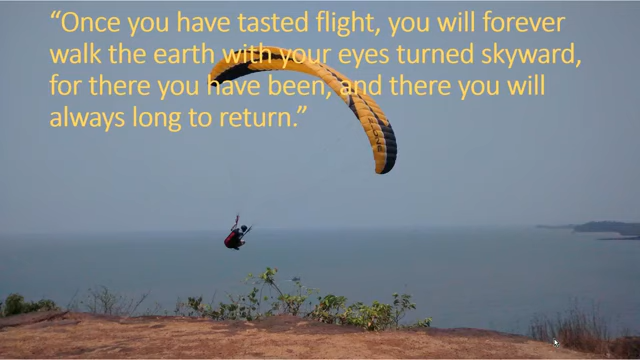 “Once you have tasted flight, you will forever
walk the earth with your eyes turned skyward,
for there you have been, and there you will
always long to return.”